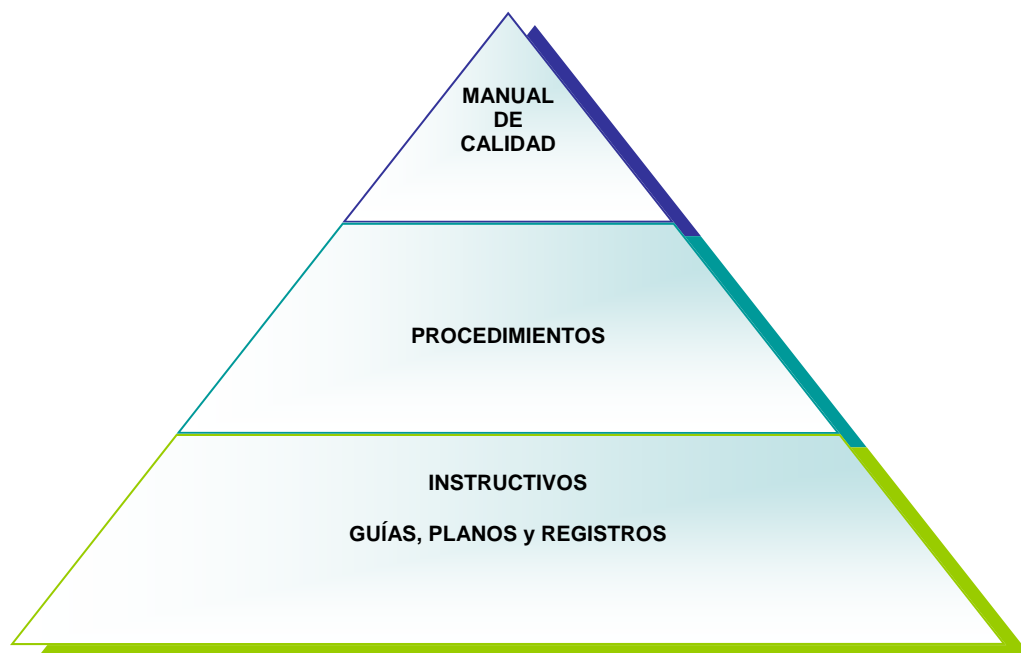 MANUAL
DE
CALIDAD
PROCEDIMIENTOS
INSTRUCTIVOS
GUÍAS, PLANOS y REGISTROS